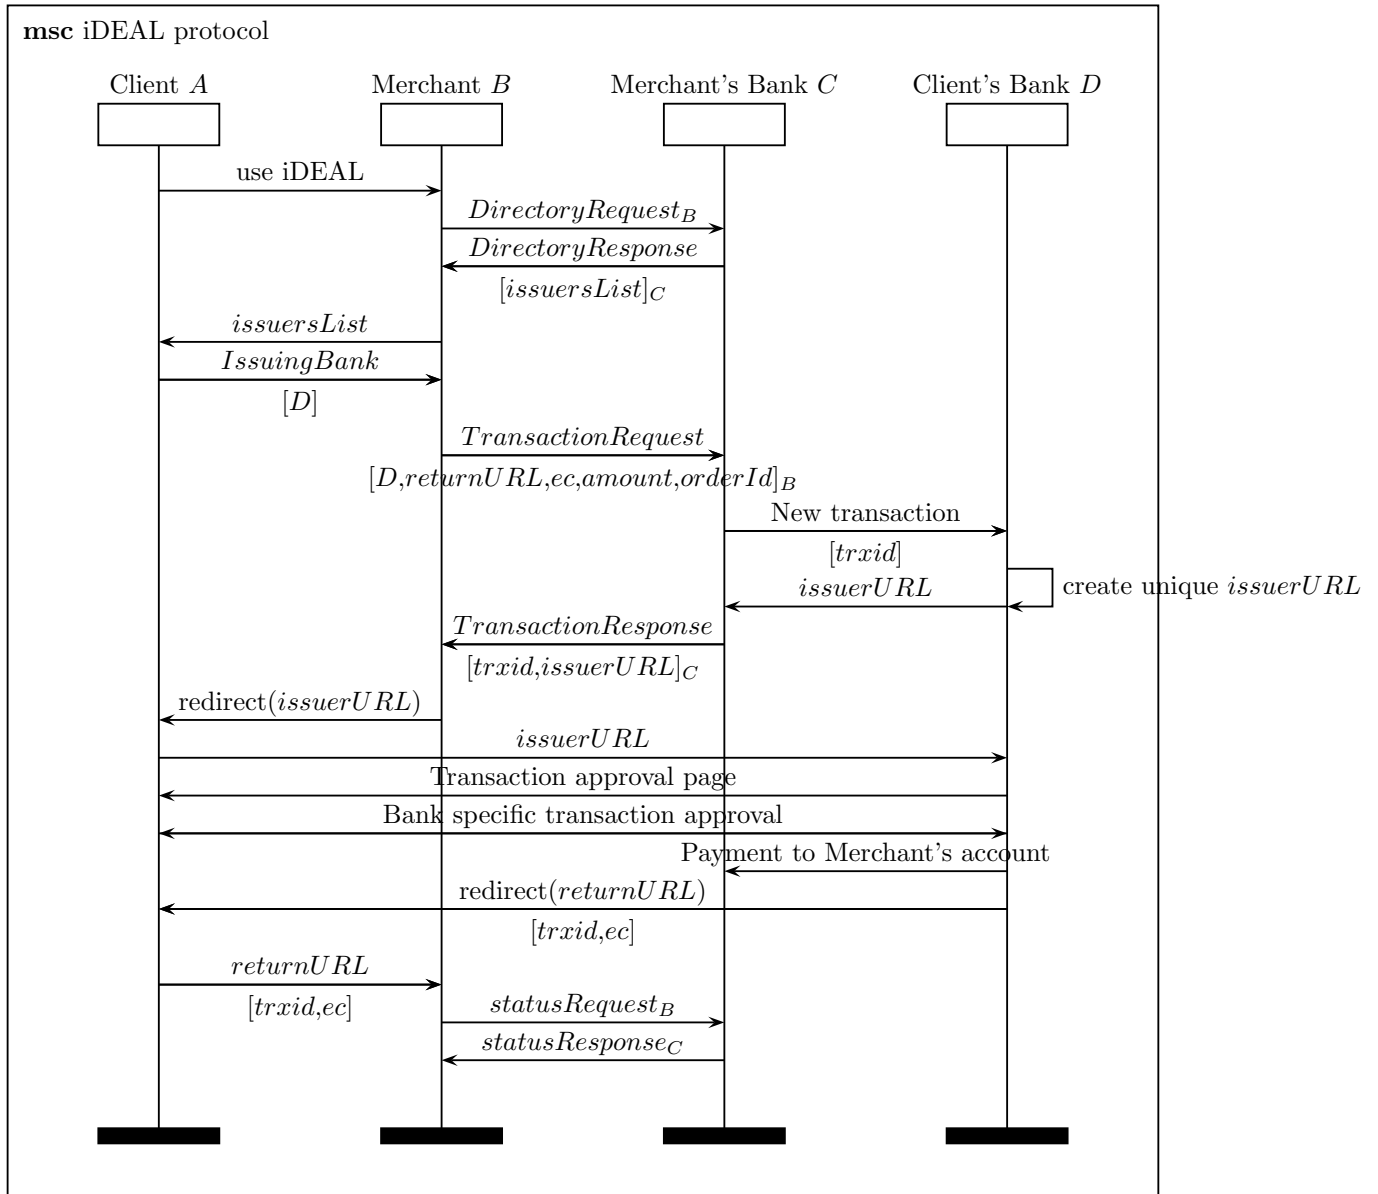 msc iDEAL protocol
Client A
Merchant B
Merchant's Bank C
Client's Bank D
use iDEAL
DirectoryRequest_B
DirectoryResponse
[issuersList]_C
issuersList
IssuingBank
[D]
TransactionRequest
[D,returnURL,ec,amount,orderId]_B
New transaction
[trxid]
create unique issuerURL
issuerURL
TransactionResponse
[trxid,issuerURL]_C
redirect(issuerURL)
issuerURL
Transaction approval page
Bank specific transaction approval
Payment to Merchant's account
redirect(returnURL)
[trxid,ec]
returnURL
[trxid,ec]
statusRequest_B
statusResponse_C